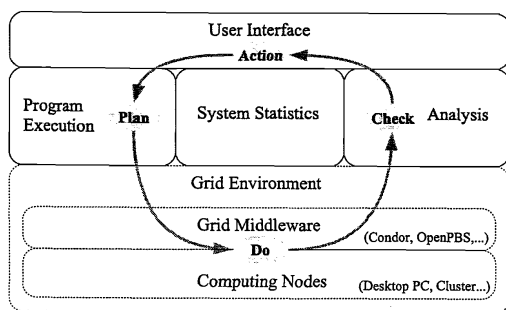 User Interface
Action
Program
Execution
Plan
System Statistics
Check
Analysis
Grid Environment
Grid Middleware
(Condor, OpenPBS,...)
Do
Computing Nodes
(Desktop PC, Cluster...)